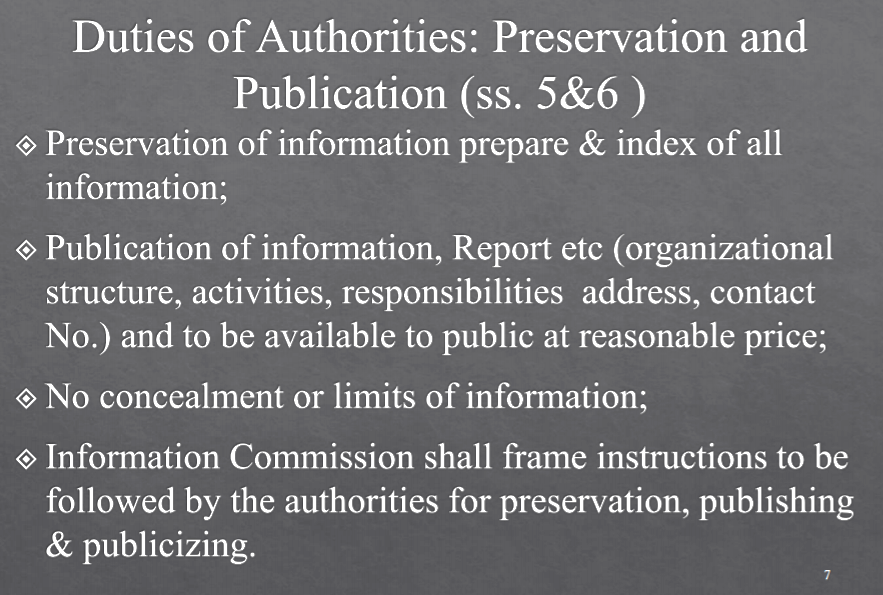 Duties of Authorities: Preservation and
Publication (ss. 5&6 )
Preservation of information prepare & index of all
information;
Publication of information, Report etc (organizational
structure, activities, responsibilities  address, contact
No.) and to be available to public at reasonable price;
No concealment or limits of information;
Information Commission shall frame instructions to be
followed by the authorities for preservation, publishing
& publicizing.
7